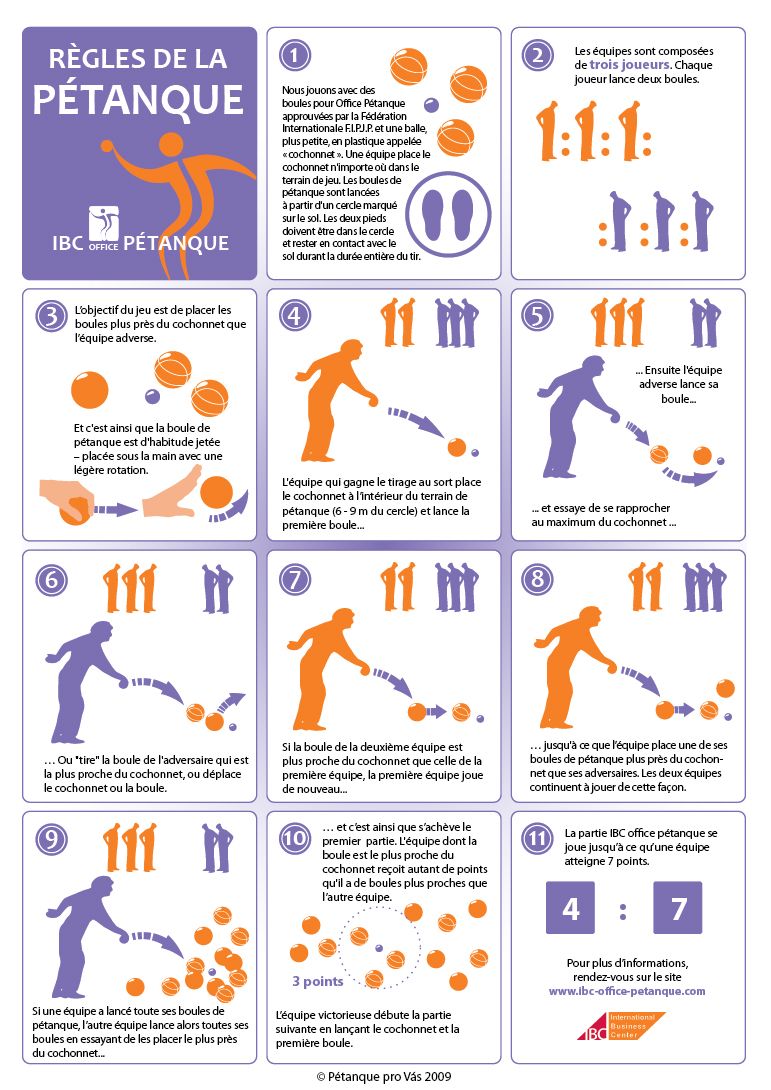 RÈGLES DE LA
PÉTANQUE
IBC OFFICE PÉTANQUE
1
Nous jouons avec des
boules pour Office Pétanque
approuvées par la Fédération
Internationale F.I.P.J.P. et une balle,
plus petite, en plastique appelée
« cochonnet ». Une équipe place le
cochonnet n'importe où dans le
terrain de jeu. Les boules de
pétanque sont lancées
à partir d'un cercle marqué
sur le sol. Les deux pieds
doivent être dans le cercle
et rester en contact avec le
sol durant la durée entière du tir.
2
Les équipes sont composées
de trois joueurs. Chaque
joueur lance deux boules.
3
L'objectif du jeu est de placer les
boules plus près du cochonnet que
l'équipe adverse.
Et c'est ainsi que la boule de
pétanque est d'habitude jetée
– placée sous la main avec une
légère rotation.
4
L'équipe qui gagne le tirage au sort place
le cochonnet à l'intérieur du terrain de
pétanque (6 - 9 m du cercle) et lance la
première boule...
5
... Ensuite l'équipe
adverse lance sa
boule...
... et essaye de se rapprocher
au maximum du cochonnet ...
6
... Ou "tire" la boule de l'adversaire qui est
la plus proche du cochonnet, ou déplace
le cochonnet ou la boule.
7
Si la boule de la deuxième équipe est
plus proche du cochonnet que celle de la
première équipe, la première équipe joue
de nouveau...
8
... jusqu'à ce que l'équipe place une de ses
boules de pétanque plus près du cochon-
net que ses adversaires. Les deux équipes
continuent à jouer de cette façon.
9
Si une équipe a lancé toute ses boules de
pétanque, l'autre équipe lance alors toutes ses
boules en essayant de les placer le plus près
du cochonnet...
10
... et c'est ainsi que s'achève le
premier partie. L'équipe dont la
boule est le plus proche du
cochonnet reçoit autant de points
qu'il a de boules plus proches que
l'autre équipe.
3 points
L'équipe victorieuse débute la partie
suivante en lançant le cochonnet et la
première boule.
11
La partie IBC office pétanque se
joue jusqu'à ce qu'une équipe
atteigne 7 points.
4 : 7
Pour plus d'informations,
rendez-vous sur le site
www.ibc-office-petanque.com
IBC International
Business
Center
© Pétanque pro Vás 2009